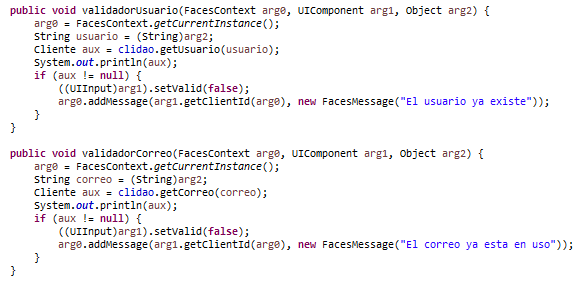 public void validadorUsuario(FacesContext arg0, UIComponent arg1, Object arg2) {
    arg0 = FacesContext.getCurrentInstance();
    String usuario = (String)arg2;
    Cliente aux = clidao.getUsuario(usuario);
    System.out.println(aux);
    if (aux != null) {
        ((UIInput)arg1).setValid(false);
        arg0.addMessage(arg1.getClientId(arg0), new FacesMessage("El usuario ya existe"));
    }
}

public void validadorCorreo(FacesContext arg0, UIComponent arg1, Object arg2) {
    arg0 = FacesContext.getCurrentInstance();
    String correo = (String)arg2;
    Cliente aux = clidao.getCorreo(correo);
    System.out.println(aux);
    if (aux != null) {
        ((UIInput)arg1).setValid(false);
        arg0.addMessage(arg1.getClientId(arg0), new FacesMessage("El correo ya esta en uso"));
    }
}